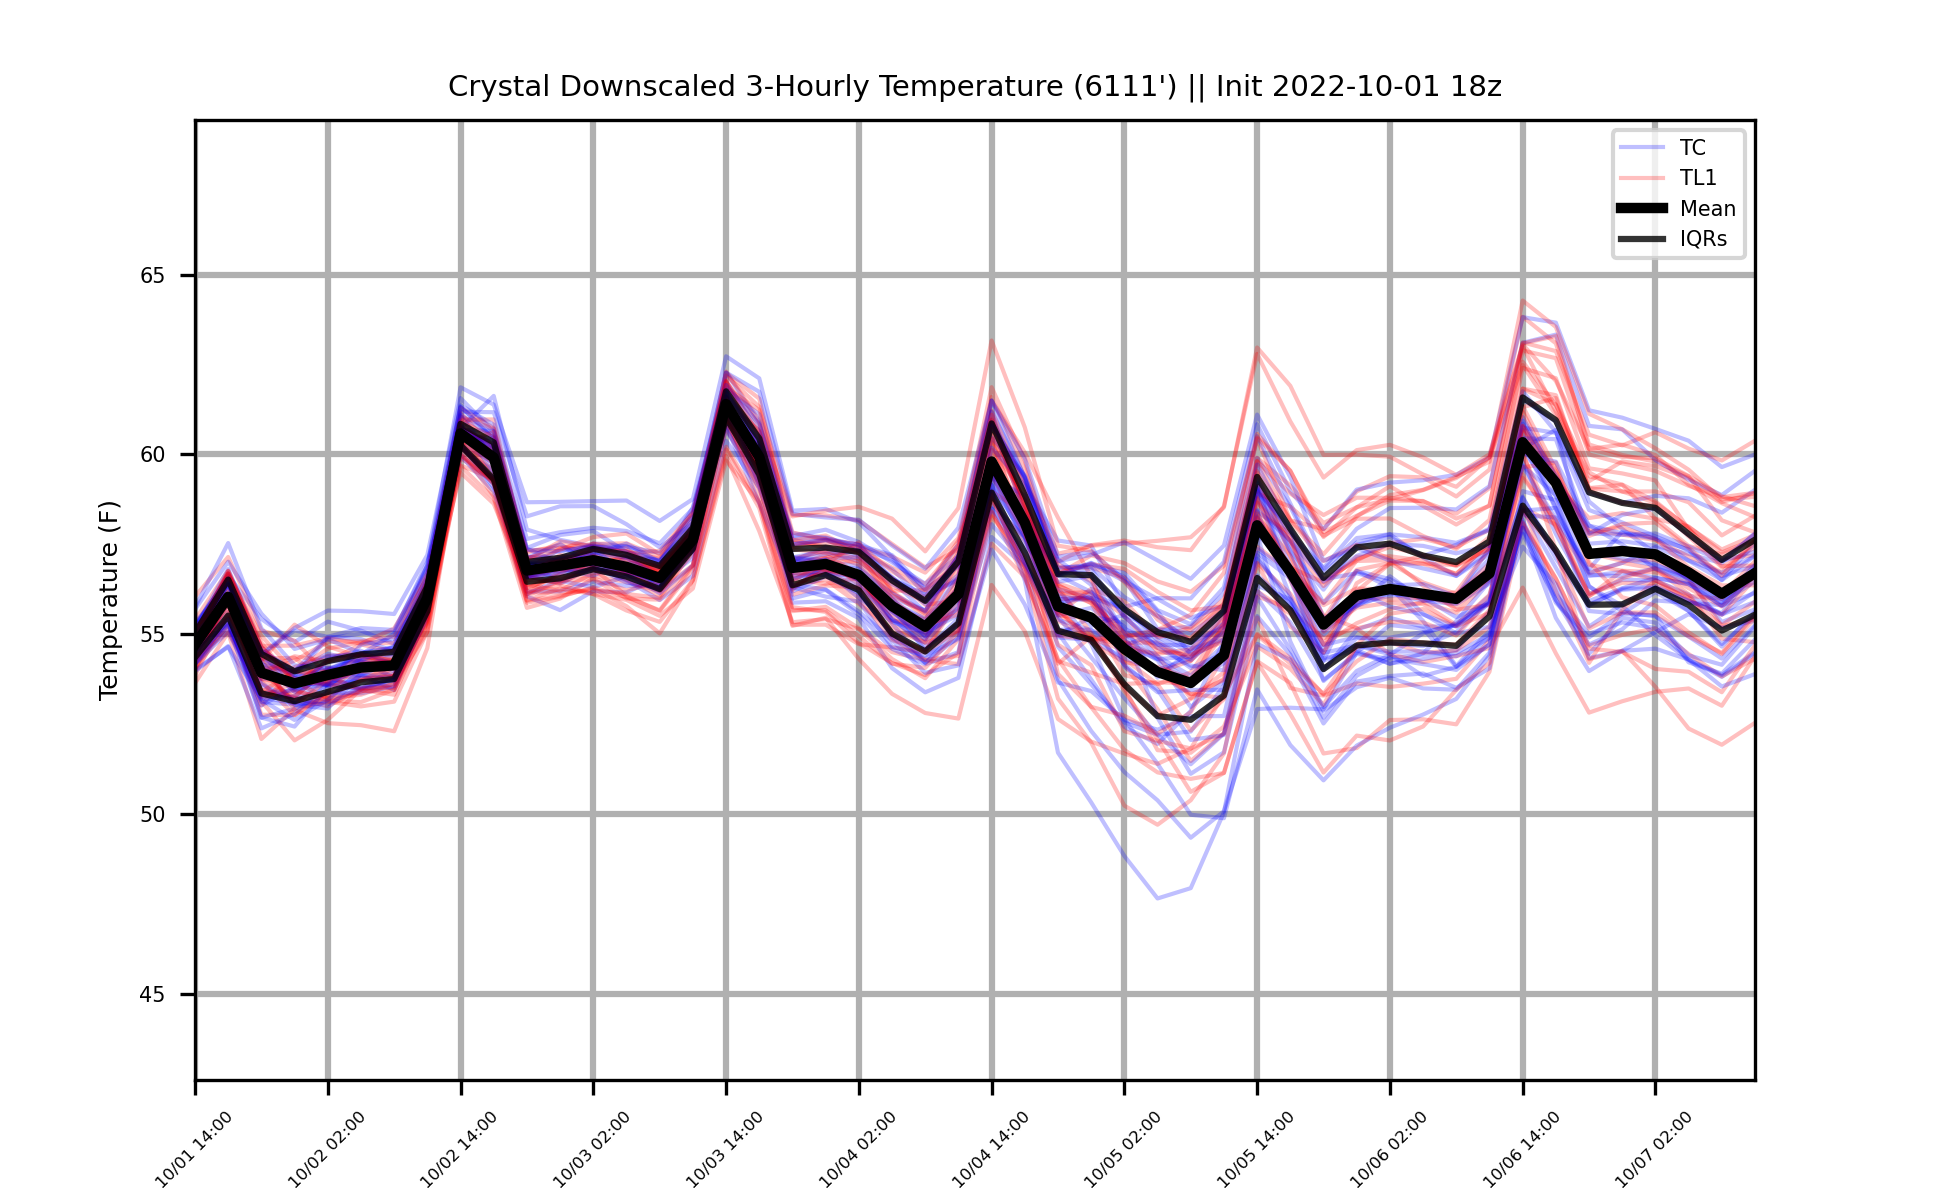 Crystal Downscaled 3-Hourly Temperature (6111') || Init 2022-10-01 18z
TC
TL1
Mean
IQRs
Temperature (F)
65
60
55
50
45
10/01 14:00
10/02 02:00
10/02 14:00
10/03 02:00
10/03 14:00
10/04 02:00
10/04 14:00
10/05 02:00
10/05 14:00
10/06 02:00
10/06 14:00
10/07 02:00